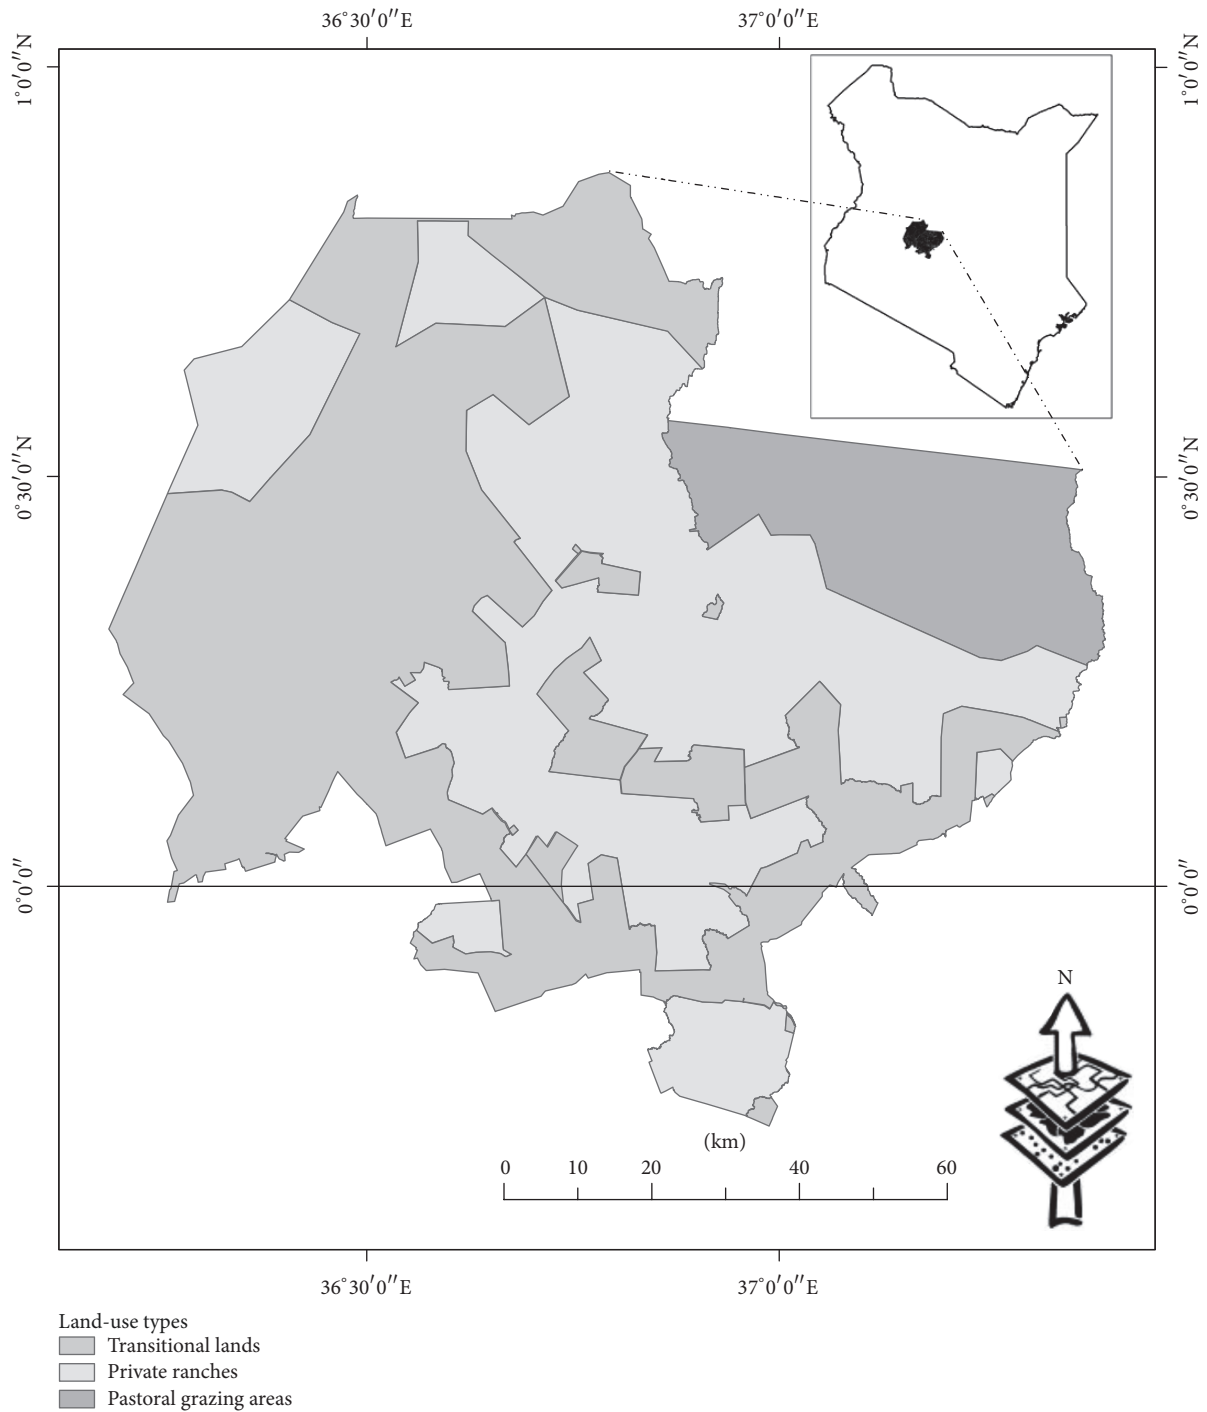 36°30′0″E 37°0′0″E
1°0′0″N 1°0′0″N
0°30′0″N 0°30′0″N
0°0′0″ 0°0′0″
N
(km)
0 10 20 40 60
36°30′0″E 37°0′0″E
Land-use types
Transitional lands
Private ranches
Pastoral grazing areas